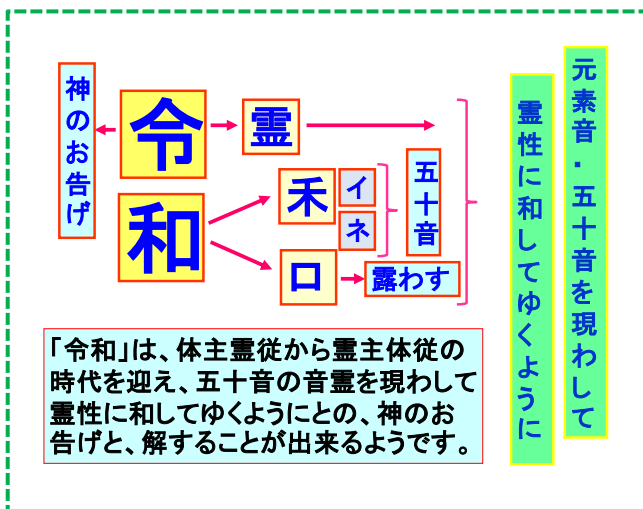 元素音・五十音を現わして
霊性に和してゆくように
神のお告げ
令
霊
和
禾
イ
ネ
五十音
口
露わす
「令和」は、体主霊従から霊主体従の
時代を迎え、五十音の音霊を現わして
霊性に和してゆくようにとの、神のお
告げと、解することが出来るようです。